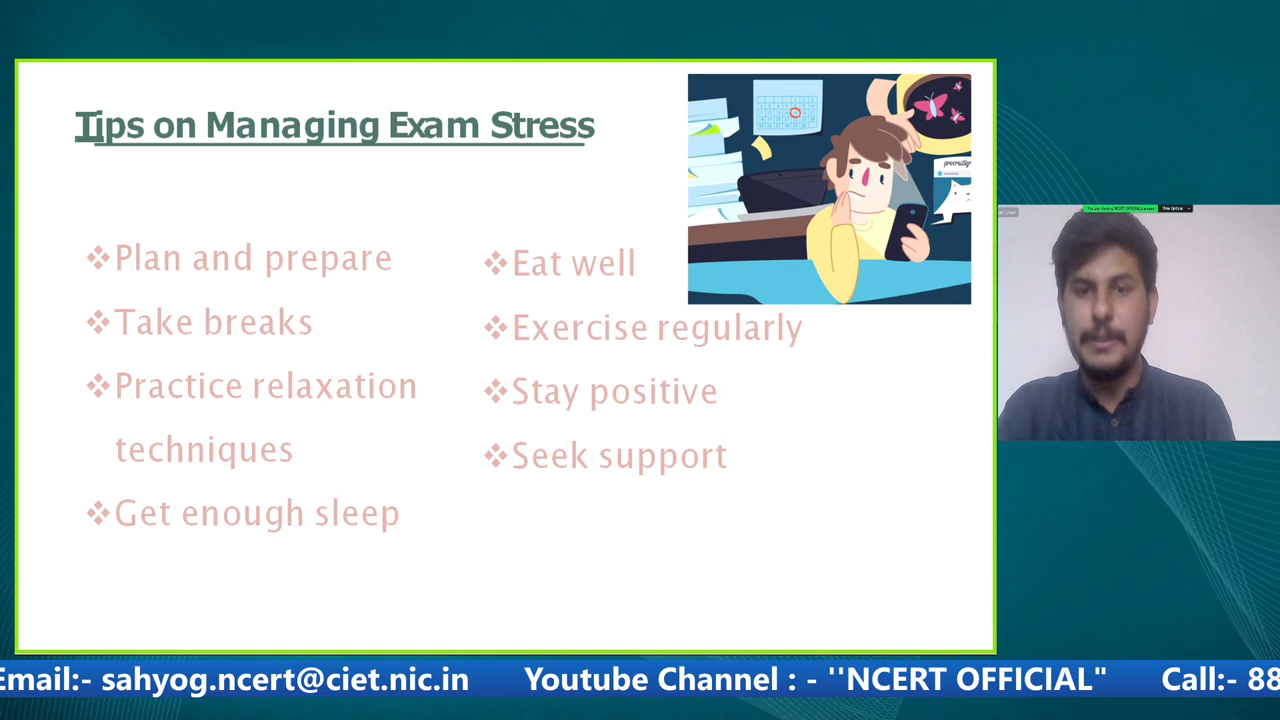 Tips on Managing Exam Stress
❖Plan and prepare
❖Take breaks
❖Practice relaxation
techniques
❖Get enough sleep
❖Eat well
❖Exercise regularly
❖Stay positive
❖Seek support
Email:- sahyog.ncert@ciet.nic.in Youtube Channel : - ''NCERT OFFICIAL" Call:- 88